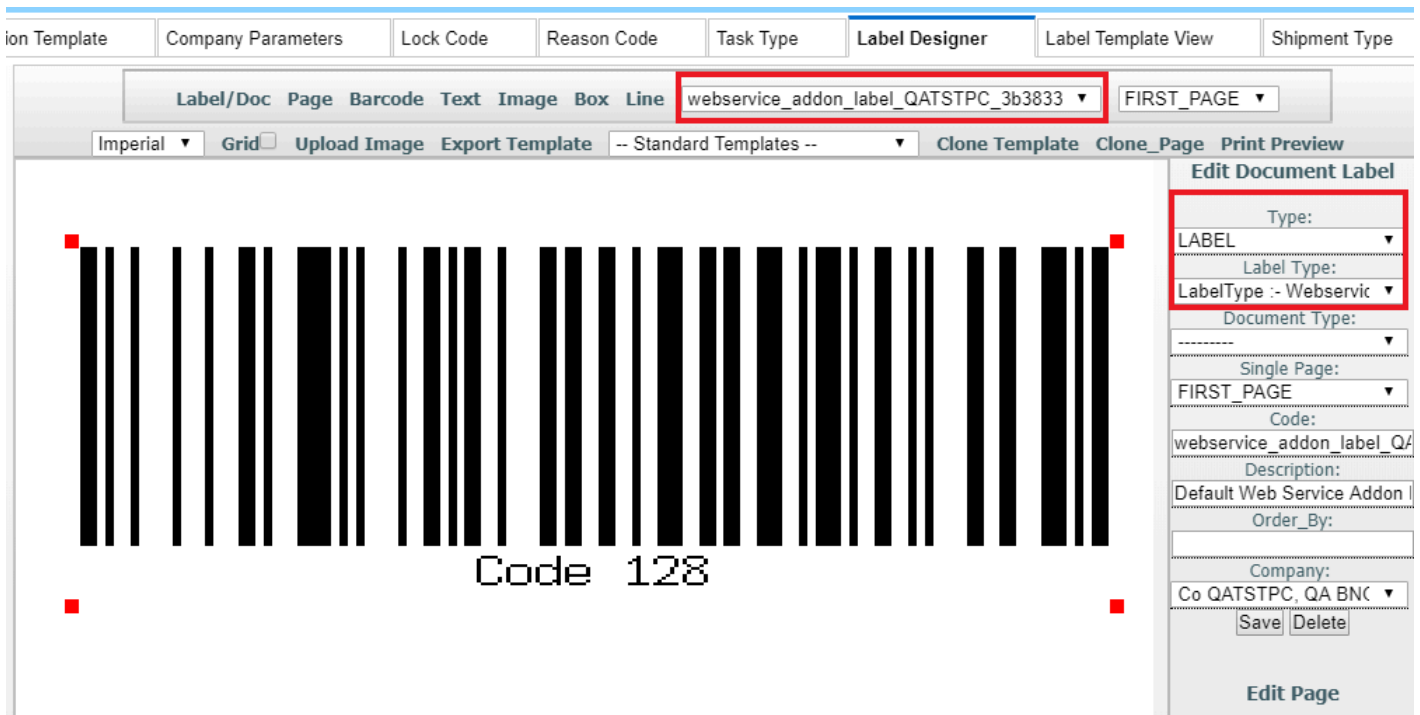 ion Template Company Parameters Lock Code Reason Code Task Type Label Designer Label Template View Shipment Type
Label/Doc Page Barcode Text Image Box Line webservice_addon_label_QATSTPC_3b3833 FIRST_PAGE
Imperial Grid Upload Image Export Template -- Standard Templates -- Clone Template Clone_Page Print Preview
Edit Document Label
Type:
LABEL
Label Type:
LabelType :- Webservic
Document Type:
---------
Single Page:
FIRST_PAGE
Code:
webservice_addon_label_QA
Description:
Default Web Service Addon l
Order_By:
Company:
Co QATSTPC, QA BNC
Save Delete
Edit Page
Code 128